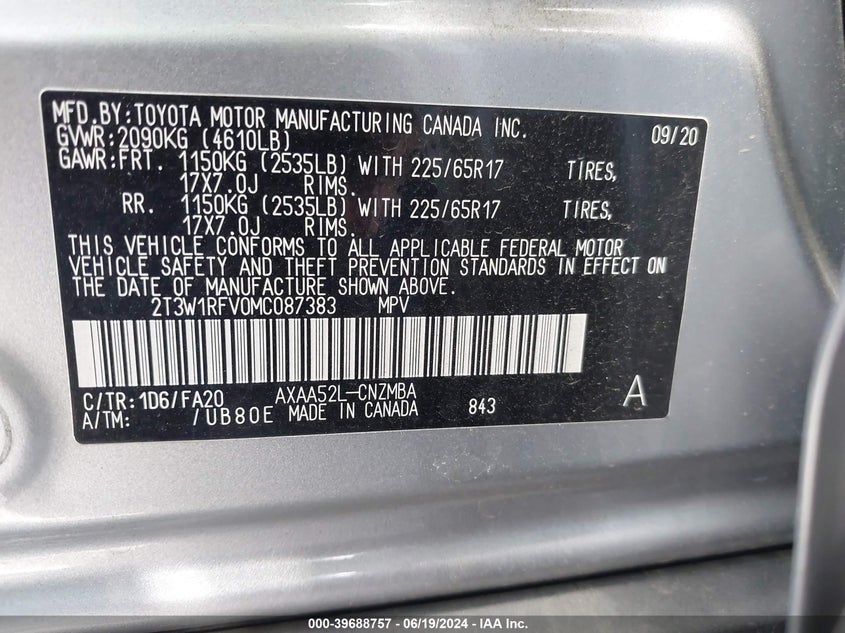 MFD.BY:TOYOTA MOTOR MANUFACTURING CANADA INC. 09/20
GVWR:2090KG (4610LB)
GAWR:FRT. 1150KG (2535LB) WITH 225/65R17 TIRES,
17X7.0J RIMS.
RR. 1150KG (2535LB) WITH 225/65R17 TIRES,
17X7.0J RIMS.
THIS VEHICLE CONFORMS TO ALL APPLICABLE FEDERAL MOTOR
VEHICLE SAFETY AND THEFT PREVENTION STANDARDS IN EFFECT ON
THE DATE OF MANUFACTURE SHOWN ABOVE.
2T3W1RFV0MC087383 MPV
C/TR:1D6/FA20 AXAA52L-CNZMBA
A/TM: /UB80E MADE IN CANADA 843 A
000-39688757 - 06/19/2024 - IAA Inc.